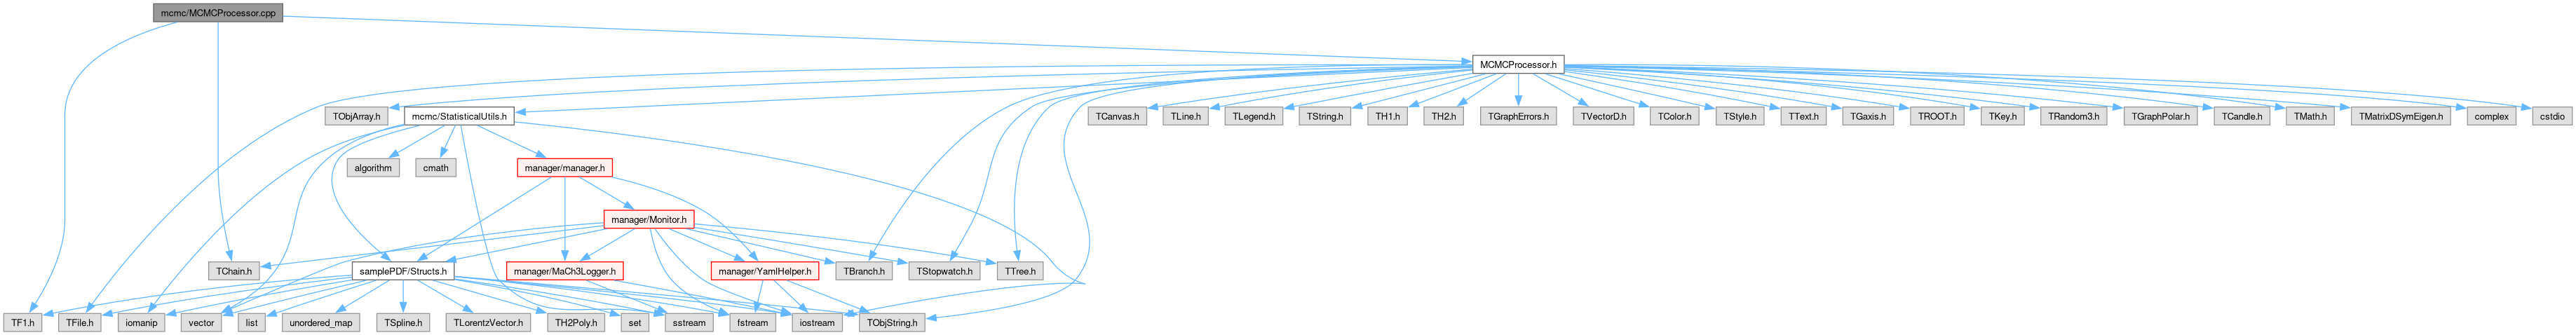 mcmc/MCMCProcessor.cpp
MCMCProcessor.h
TObjArray.h
mcmc/StatisticalUtils.h
TCanvas.h
TLine.h
TLegend.h
TString.h
TH1.h
TH2.h
TGraphErrors.h
TVectorD.h
TColor.h
TStyle.h
TText.h
TGaxis.h
TROOT.h
TKey.h
TRandom3.h
TGraphPolar.h
TCandle.h
TMath.h
TMatrixDSymEigen.h
complex
cstdio
algorithm
cmath
manager/manager.h
manager/Monitor.h
TChain.h
samplePDF/Structs.h
manager/MaCh3Logger.h
manager/YamlHelper.h
TBranch.h
TStopwatch.h
TTree.h
TF1.h
TFile.h
iomanip
vector
list
unordered_map
TSpline.h
TLorentzVector.h
TH2Poly.h
set
sstream
fstream
iostream
TObjString.h